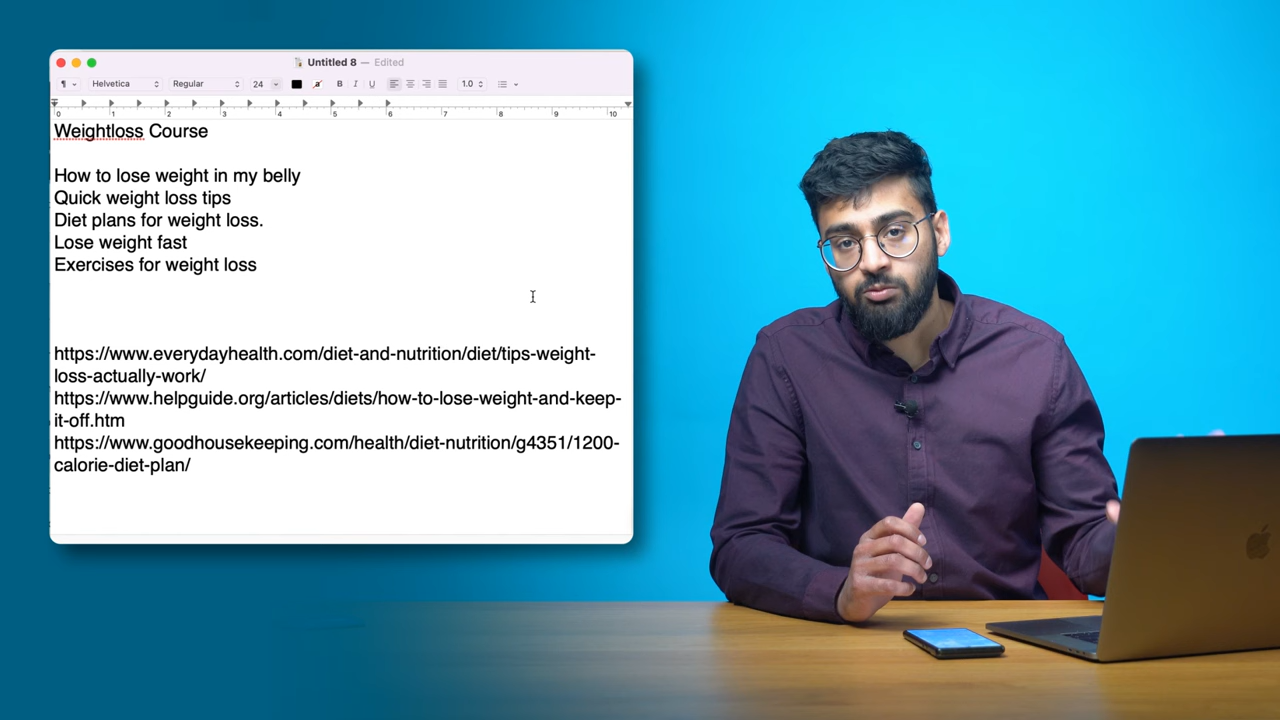 Untitled 8 — Edited
¶ Helvetica Regular 24 a B I U 1.0
0 1 2 3 4 5 6 7 8 9 10
Weightloss Course
How to lose weight in my belly
Quick weight loss tips
Diet plans for weight loss.
Lose weight fast
Exercises for weight loss
https://www.everydayhealth.com/diet-and-nutrition/diet/tips-weight-
loss-actually-work/
https://www.helpguide.org/articles/diets/how-to-lose-weight-and-keep-
it-off.htm
https://www.goodhousekeeping.com/health/diet-nutrition/g4351/1200-
calorie-diet-plan/